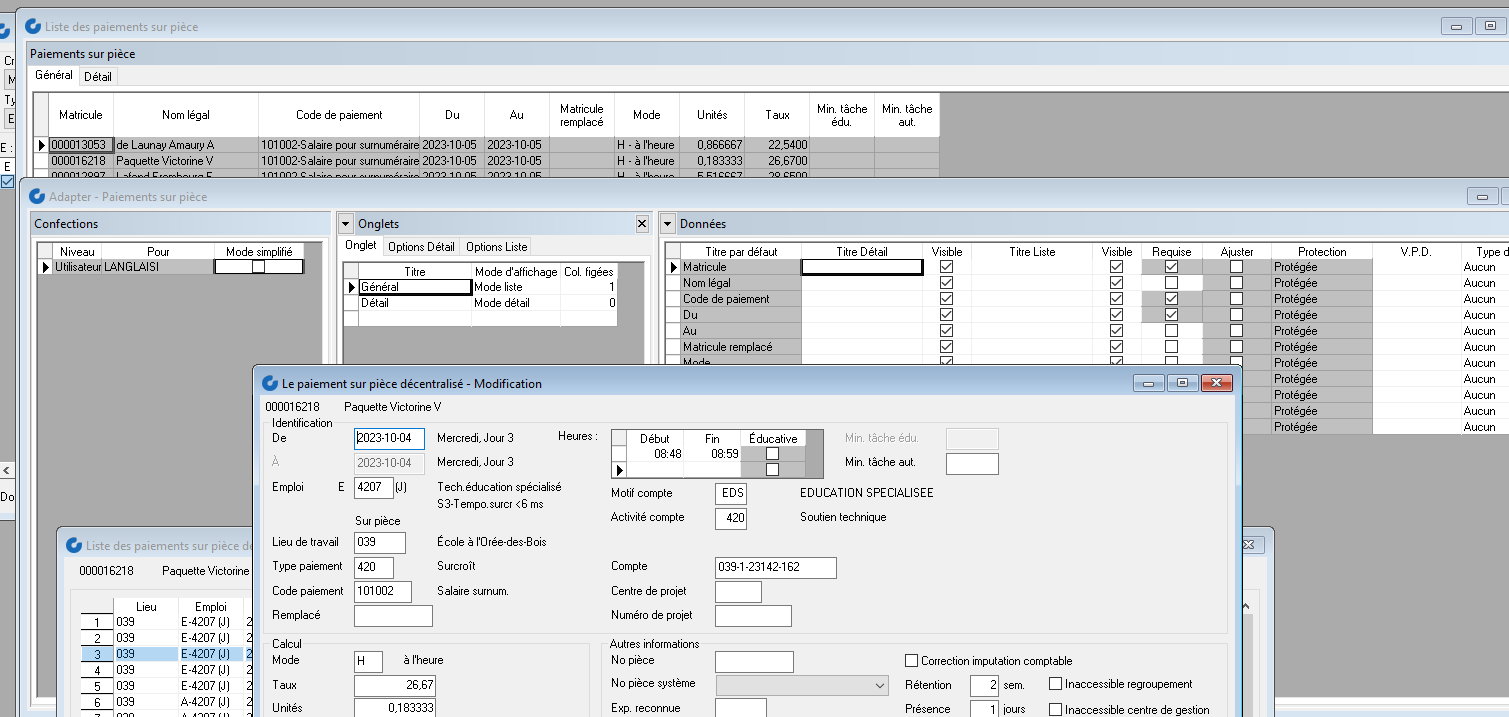 Liste des paiements sur pièce
Paiements sur pièce
Général Détail
Matricule Nom légal Code de paiement Du Au Matricule remplacé Mode Unités Taux Min. tâche édu. Min. tâche aut.
000013053 de Launay Amaury A 101002-Salaire pour surnuméraire 2023-10-05 2023-10-05 H - à l'heure 0,866667 22,5400
000016218 Paquette Victorine V 101002-Salaire pour surnuméraire 2023-10-05 2023-10-05 H - à l'heure 0,183333 26,6700
Adapter - Paiements sur pièce
Confections
Niveau Pour Mode simplifié
Utilisateur LANGLAISI
Onglets
Onglet Options Détail Options Liste
Titre Mode d'affichage Col. figées
Général Mode liste 1
Détail Mode détail 0
Données
Titre par défaut Titre Détail Visible Titre Liste Visible Requise Ajuster Protection V.P.D. Type d
Matricule Protégée Aucun
Nom légal Protégée Aucun
Code de paiement Protégée Aucun
Du Protégée Aucun
Au Protégée Aucun
Matricule remplacé Protégée Aucun
Mode Protégée Aucun
Protégée Aucun
Protégée Aucun
Protégée Aucun
Protégée Aucun
Le paiement sur pièce décentralisé - Modification
000016218 Paquette Victorine V
Identification
De 2023-10-04 Mercredi, Jour 3
À 2023-10-04 Mercredi, Jour 3
Emploi E 4207 (J) Tech.éducation spécialisé
S3-Tempo.surcr <6 ms
Sur pièce
Lieu de travail 039 École à l'Orée-des-Bois
Type paiement 420 Surcroît
Code paiement 101002 Salaire surnum.
Remplacé
Heures :
Début Fin Éducative
08:48 08:59
Min. tâche édu.
Min. tâche aut.
Motif compte EDS EDUCATION SPECIALISEE
Activité compte 420 Soutien technique
Compte 039-1-23142-162
Centre de projet
Numéro de projet
Calcul
Mode H à l'heure
Taux 26,67
Unités 0,183333
Autres informations
No pièce
No pièce système
Exp. reconnue
Correction imputation comptable
Rétention 2 sem. Inaccessible regroupement
Présence 1 jours Inaccessible centre de gestion
Liste des paiements sur pièce de
000016218 Paquette Victorine
Lieu Emploi
1 039 E-4207 (J) 2
2 039 E-4207 (J) 2
3 039 E-4207 (J) 2
4 039 E-4207 (J) 2
5 039 E-4207 (J) 2
6 039 A-4207 (J) 2